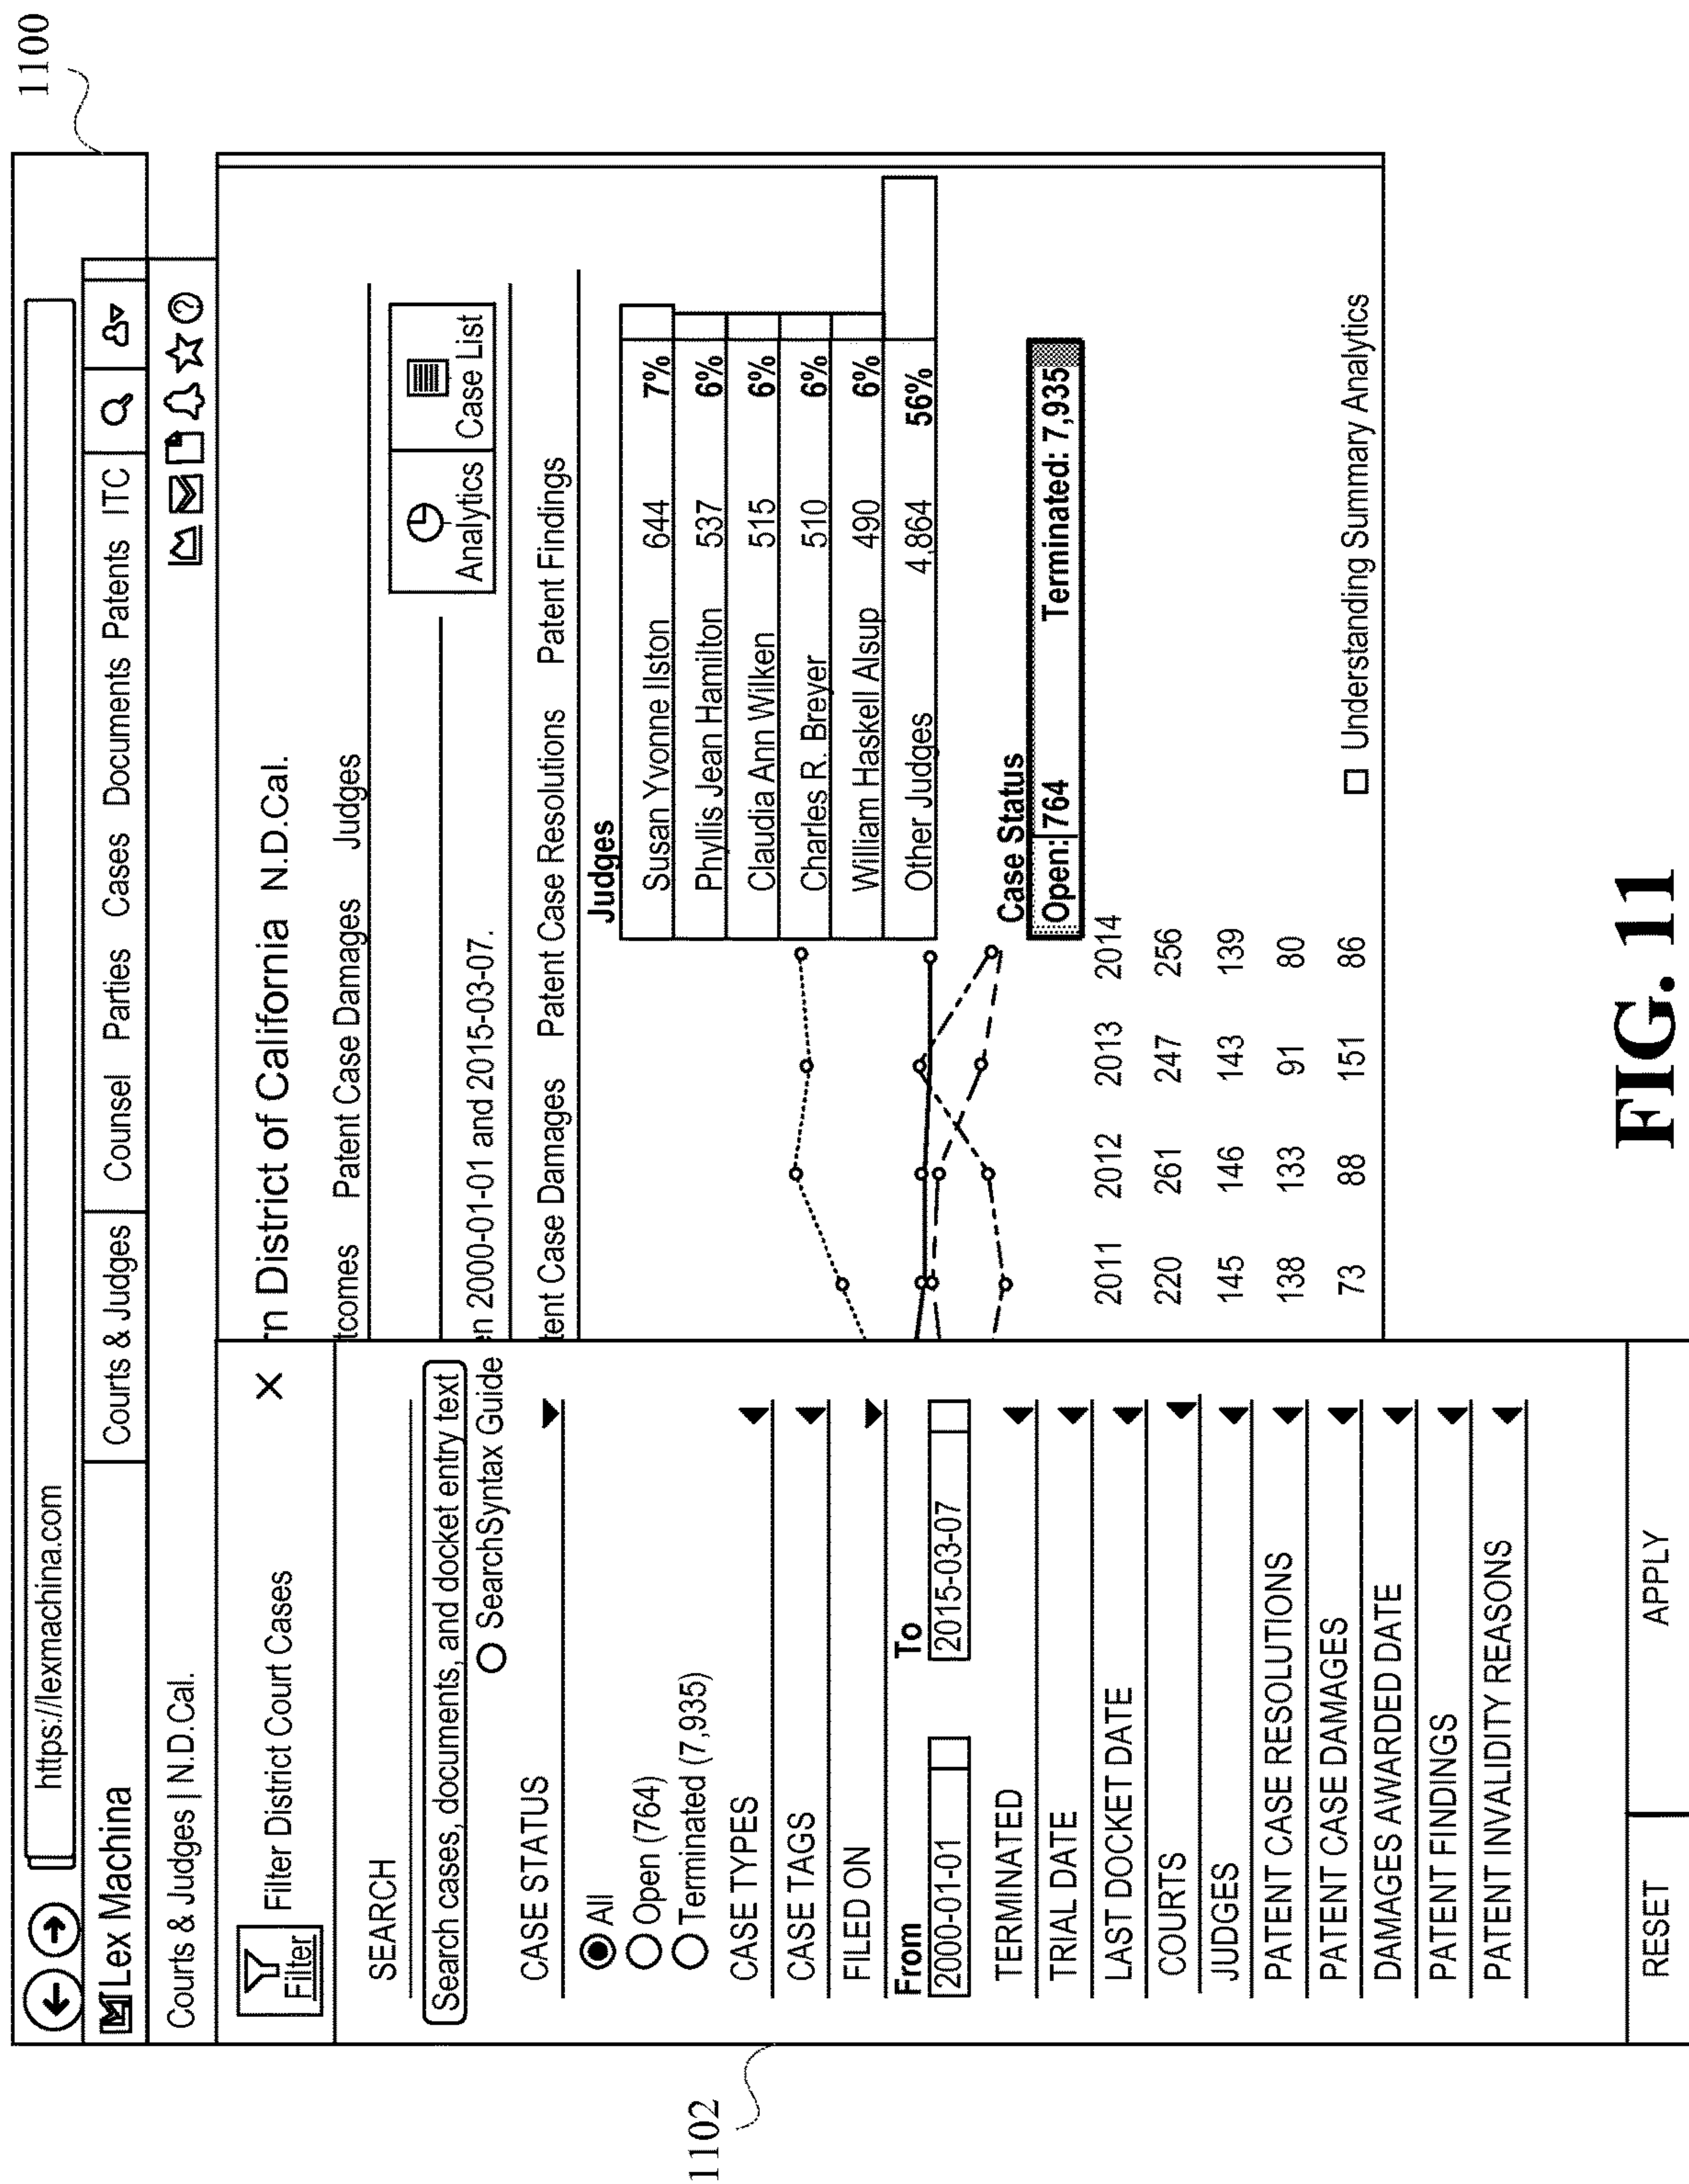 1100
https://lexmachina.com
Lex Machina
Courts & Judges Counsel Parties Cases Documents Patents ITC
Courts & Judges | N.D.Cal.
Filter
Filter District Court Cases X
SEARCH
Search cases, documents, and docket entry text
SearchSyntax Guide
CASE STATUS
All
Open (764)
Terminated (7,935)
CASE TYPES
CASE TAGS
FILED ON
From To
2000-01-01 2015-03-07
TERMINATED
TRIAL DATE
LAST DOCKET DATE
COURTS
JUDGES
PATENT CASE RESOLUTIONS
PATENT CASE DAMAGES
DAMAGES AWARDED DATE
PATENT FINDINGS
PATENT INVALIDITY REASONS
RESET APPLY
1102
rn District of California N.D.Cal.
tcomes Patent Case Damages Judges
Analytics Case List
en 2000-01-01 and 2015-03-07.
tent Case Damages Patent Case Resolutions Patent Findings
Judges
Susan Yvonne Ilston 644 7%
Phyllis Jean Hamilton 537 6%
Claudia Ann Wilken 515 6%
Charles R. Breyer 510 6%
William Haskell Alsup 490 6%
Other Judges 4,864 56%
Case Status
Open: 764 Terminated: 7,935
2011 2012 2013 2014
220 261 247 256
145 146 143 139
138 133 91 80
73 88 151 86
Understanding Summary Analytics
FIG. 11